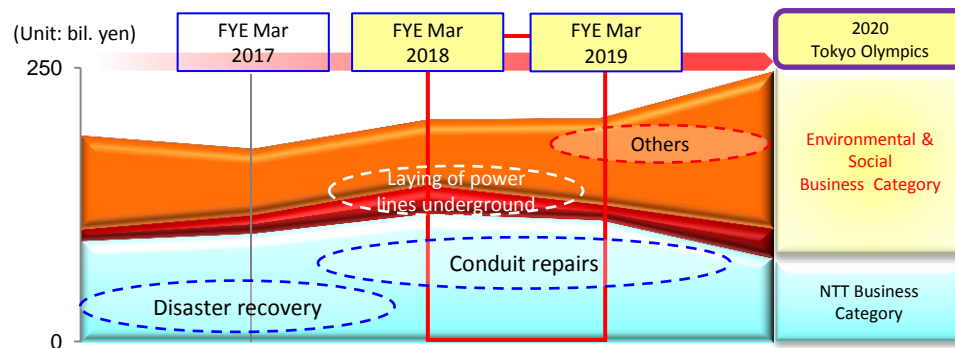 (Unit: bil. yen)
FYE Mar
2017
FYE Mar
2018
FYE Mar
2019
2020
Tokyo Olympics
250
Others
Environmental &
Social
Business Category
Laying of power
lines underground
Conduit repairs
Disaster recovery
NTT Business
Category
0